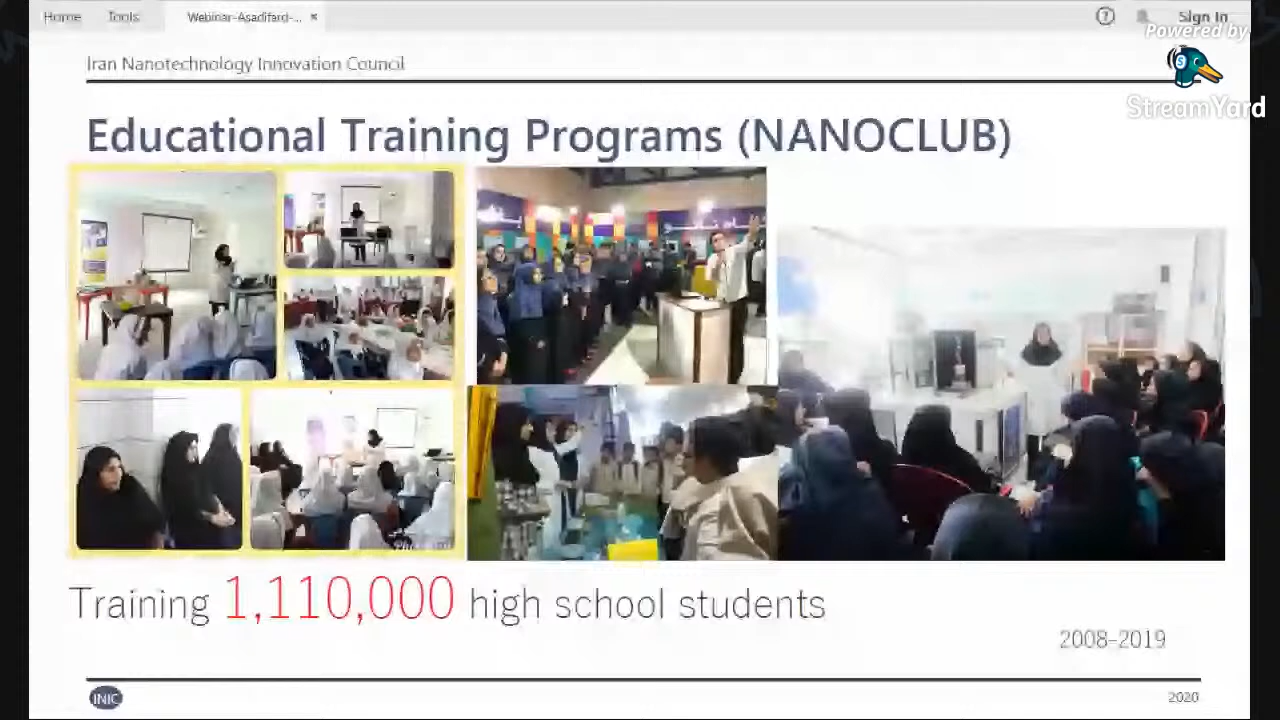 Home Tools Webinar-Asadifard-... × ? Sign In
Powered by
StreamYard
Iran Nanotechnology Innovation Council
Educational Training Programs (NANOCLUB)
Training 1,110,000 high school students
2008-2019
INIC
2020